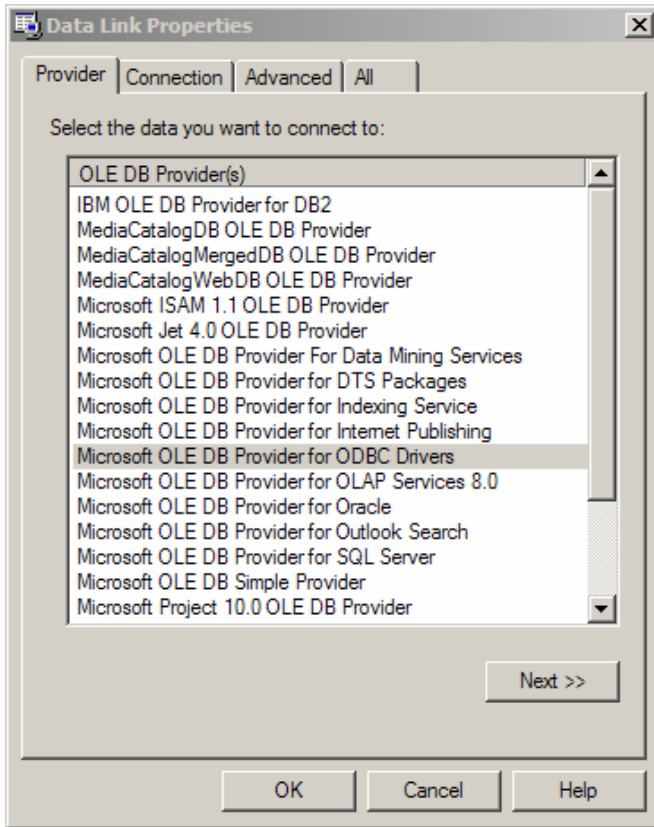 Data Link Properties
Provider Connection Advanced All
Select the data you want to connect to:
OLE DB Provider(s)
IBM OLE DB Provider for DB2
MediaCatalogDB OLE DB Provider
MediaCatalogMergedDB OLE DB Provider
MediaCatalogWebDB OLE DB Provider
Microsoft ISAM 1.1 OLE DB Provider
Microsoft Jet 4.0 OLE DB Provider
Microsoft OLE DB Provider For Data Mining Services
Microsoft OLE DB Provider for DTS Packages
Microsoft OLE DB Provider for Indexing Service
Microsoft OLE DB Provider for Internet Publishing
Microsoft OLE DB Provider for ODBC Drivers
Microsoft OLE DB Provider for OLAP Services 8.0
Microsoft OLE DB Provider for Oracle
Microsoft OLE DB Provider for Outlook Search
Microsoft OLE DB Provider for SQL Server
Microsoft OLE DB Simple Provider
Microsoft Project 10.0 OLE DB Provider
Next >>
OK Cancel Help